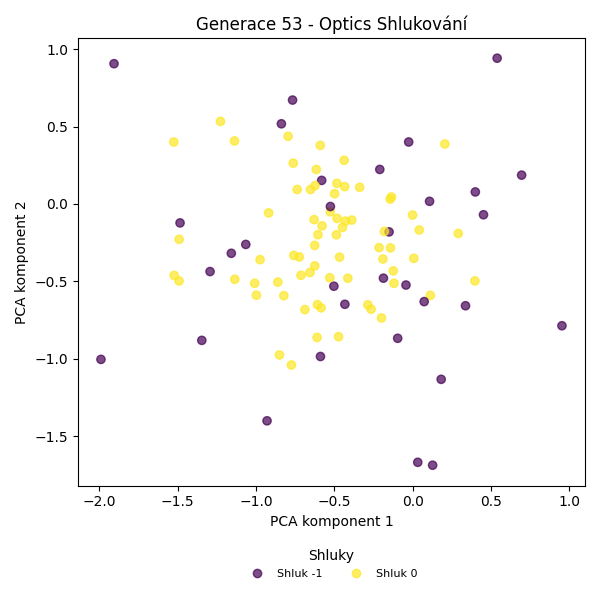 Generace 53 - Optics Shlukování
1.0
0.5
0.0
−0.5
−1.0
−1.5
PCA komponent 2
−2.0 −1.5 −1.0 −0.5 0.0 0.5 1.0
PCA komponent 1
Shluky
Shluk -1 Shluk 0